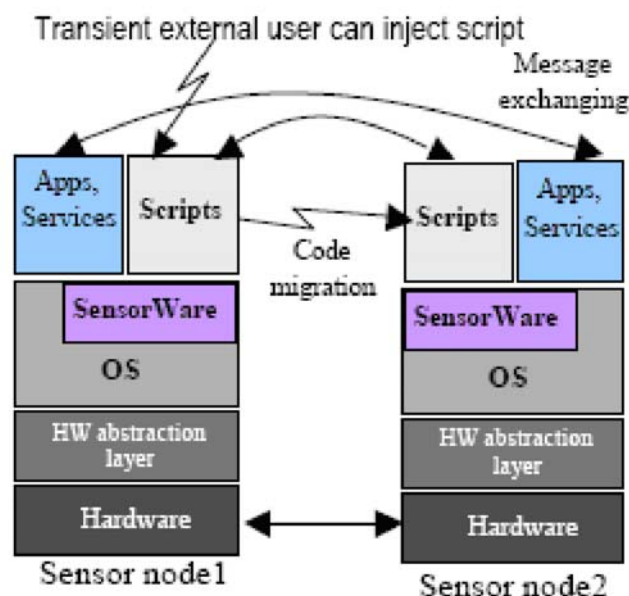 Transient external user can inject script
Message
exchanging
Apps,
Services
Scripts
Scripts
Apps,
Services
Code
migration
SensorWare
SensorWare
OS
OS
HW abstraction
layer
HW abstraction
layer
Hardware
Hardware
Sensor node1
Sensor node2